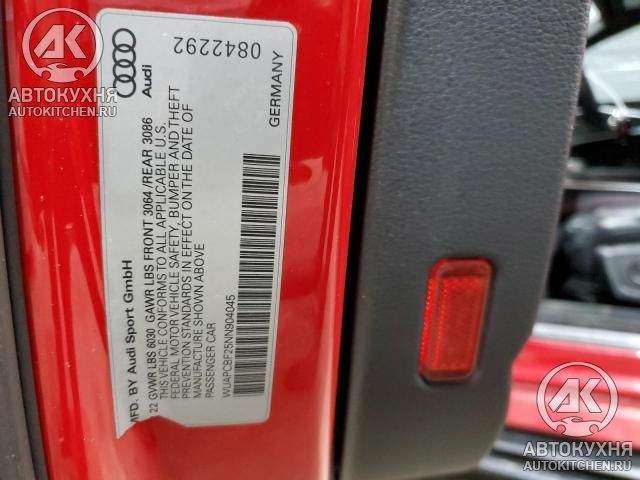 MFD. BY Audi Sport GmbH
22 GVWR LBS 6030 GAWR LBS FRONT 3064 /REAR 3086
THIS VEHICLE CONFORMS TO ALL APPLICABLE U.S.
FEDERAL MOTOR VEHICLE SAFETY, BUMPER AND THEFT
PREVENTION STANDARDS IN EFFECT ON THE DATE OF
MANUFACTURE SHOWN ABOVE
PASSENGER CAR
WUAPCBF25NN904045
Audi
0842292
GERMANY
АК
АВТОКУХНЯ
AUTOKITCHEN.RU
АК
АВТОКУХНЯ
AUTOKITCHEN.RU